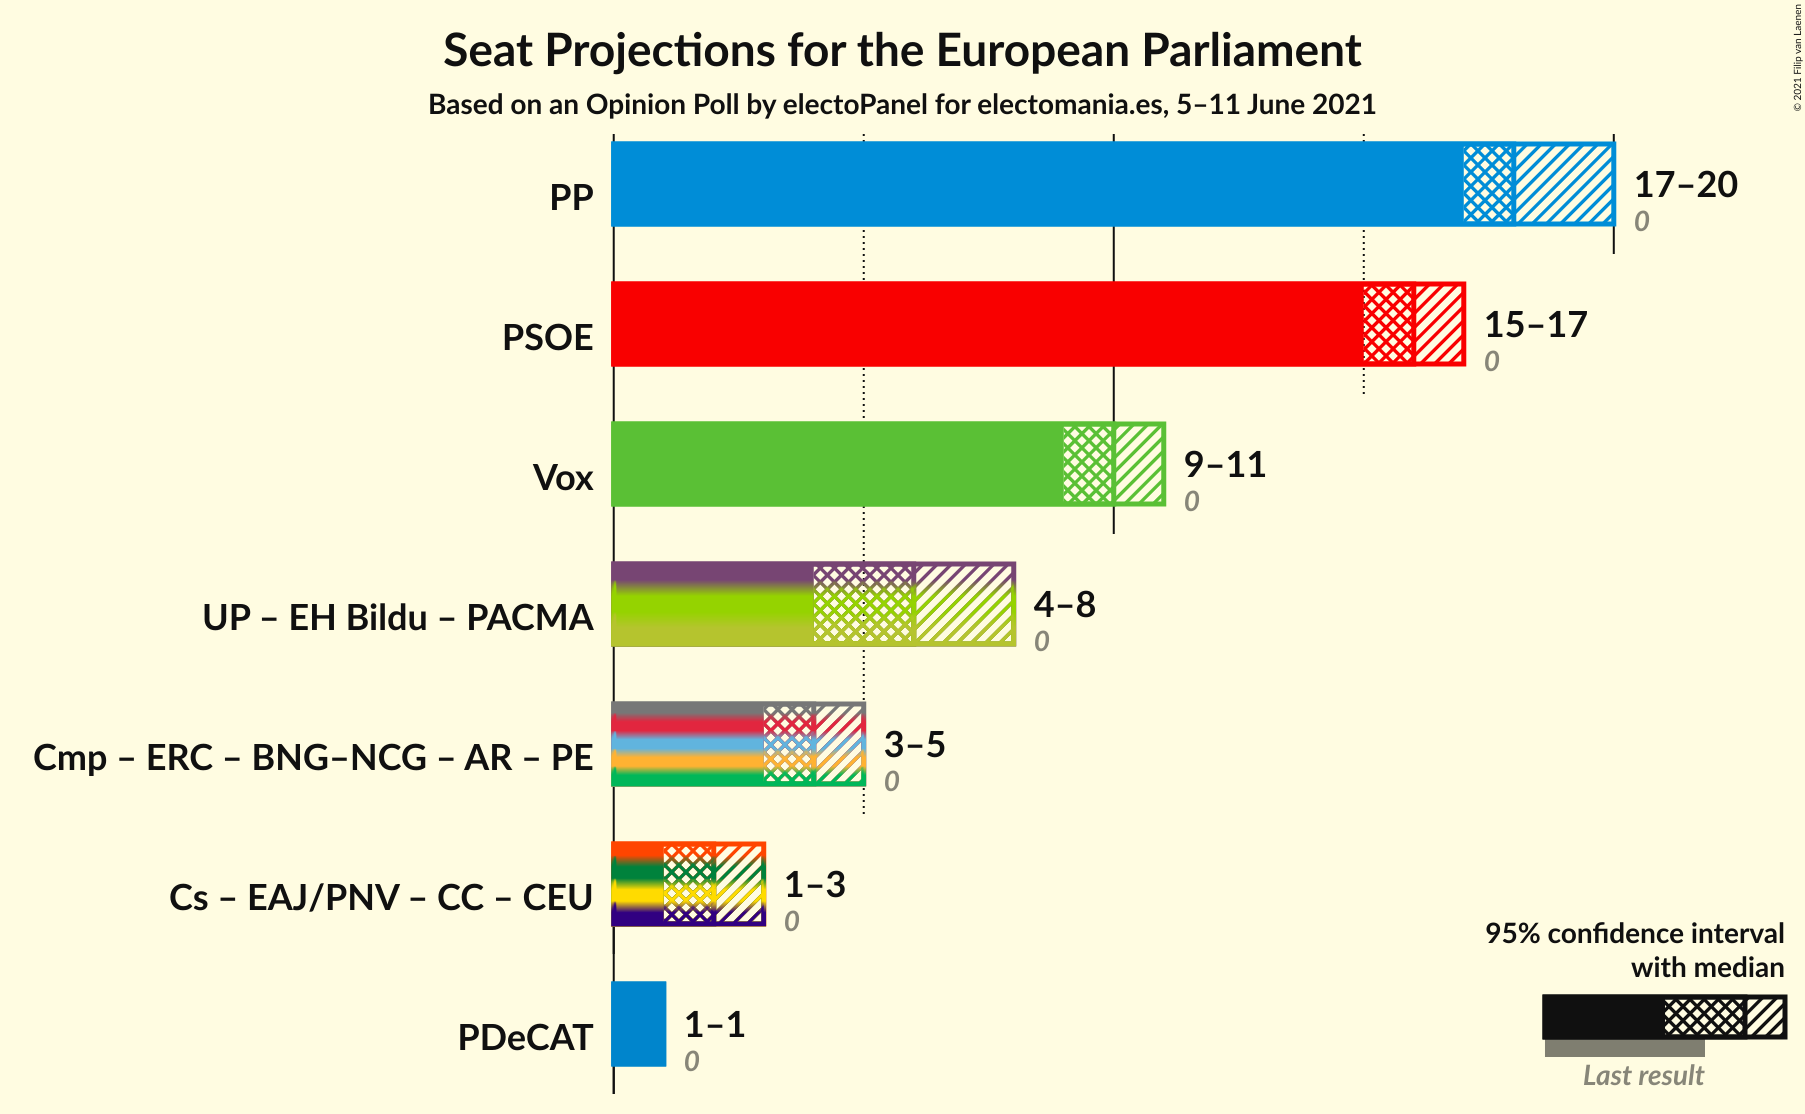 Seat Projections for the European Parliament
Based on an Opinion Poll by electoPanel for electomania.es, 5–11 June 2021
© 2021 Filip van Laenen
PP
17–20
0
PSOE
15–17
0
Vox
9–11
0
UP – EH Bildu – PACMA
4–8
0
Cmp – ERC – BNG–NCG – AR – PE
3–5
0
Cs – EAJ/PNV – CC – CEU
1–3
0
PDeCAT
1–1
0
95% confidence interval
with median
Last result